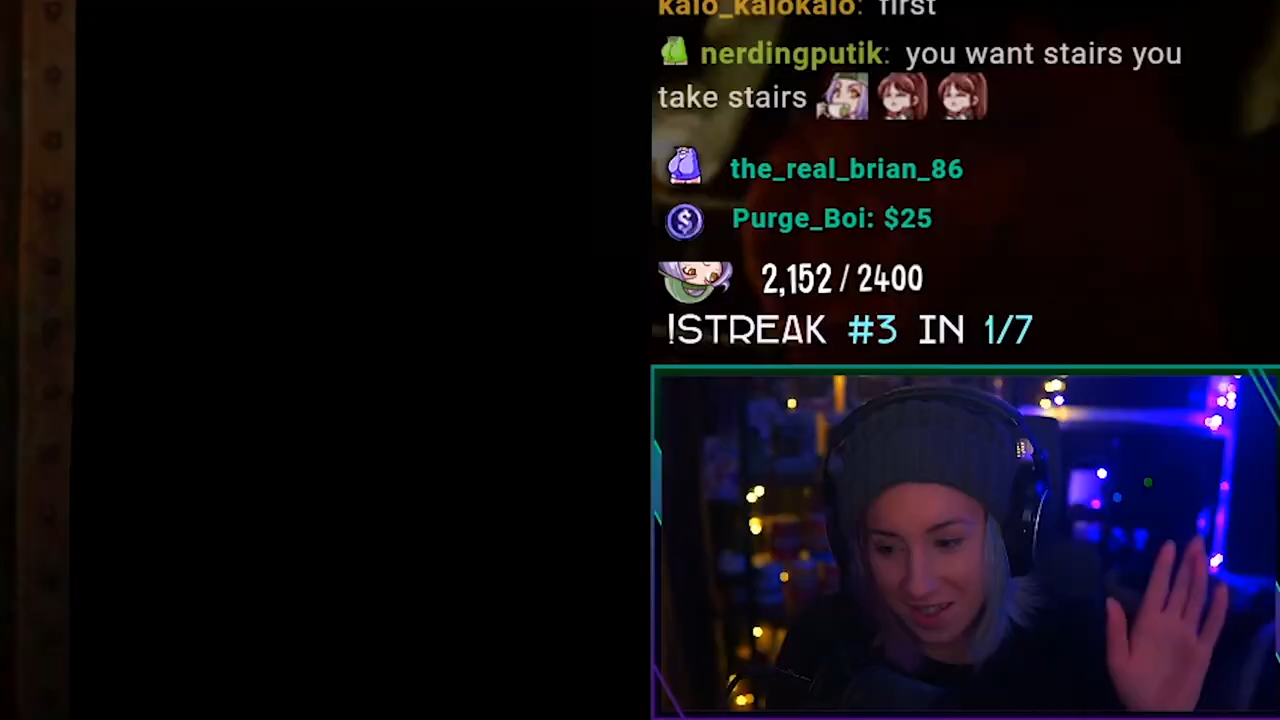 kalo_kalokalo: first
nerdingputik: you want stairs you
take stairs
the_real_brian_86
Purge_Boi: $25
2,152 / 2400
!STREAK #3 IN 1/7